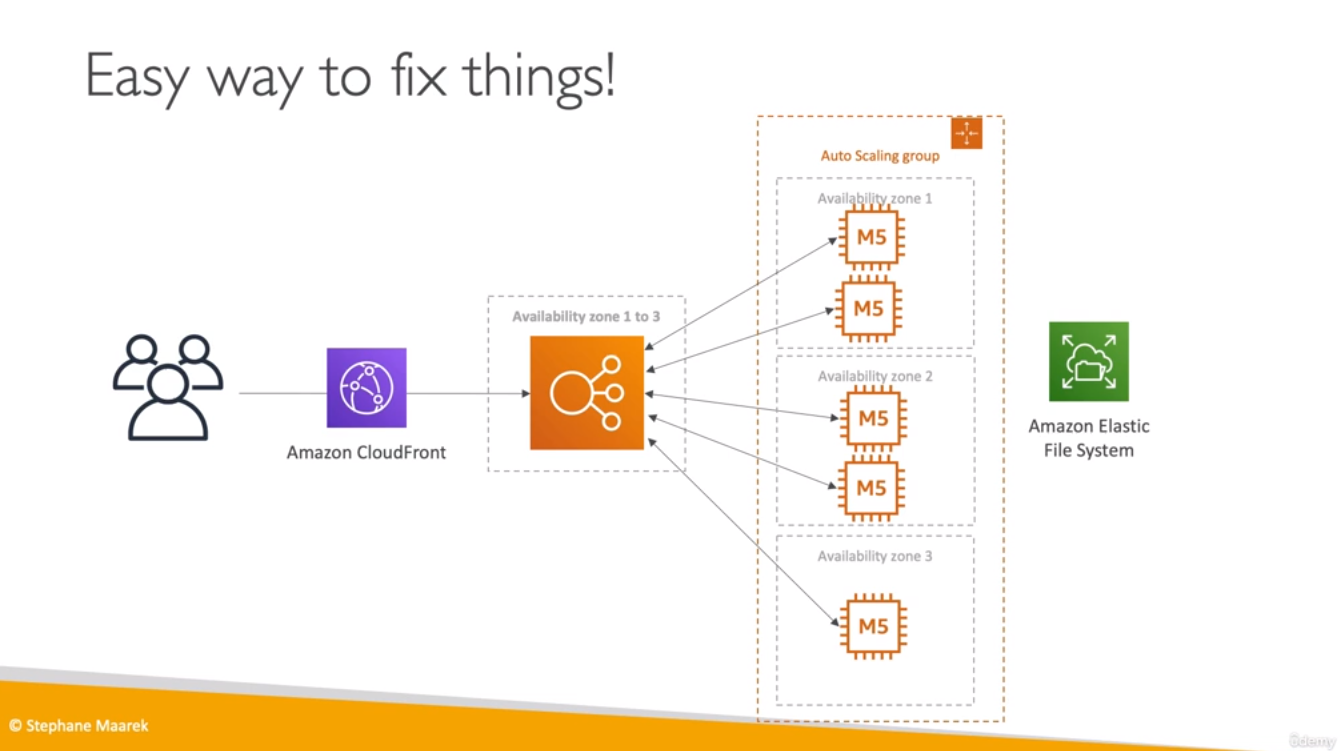 Easy way to fix things!
Auto Scaling group
Availability zone 1
M5
M5
Availability zone 1 to 3
Amazon CloudFront
Availability zone 2
M5
M5
Amazon Elastic
File System
Availability zone 3
M5
© Stephane Maarek
ûdemy